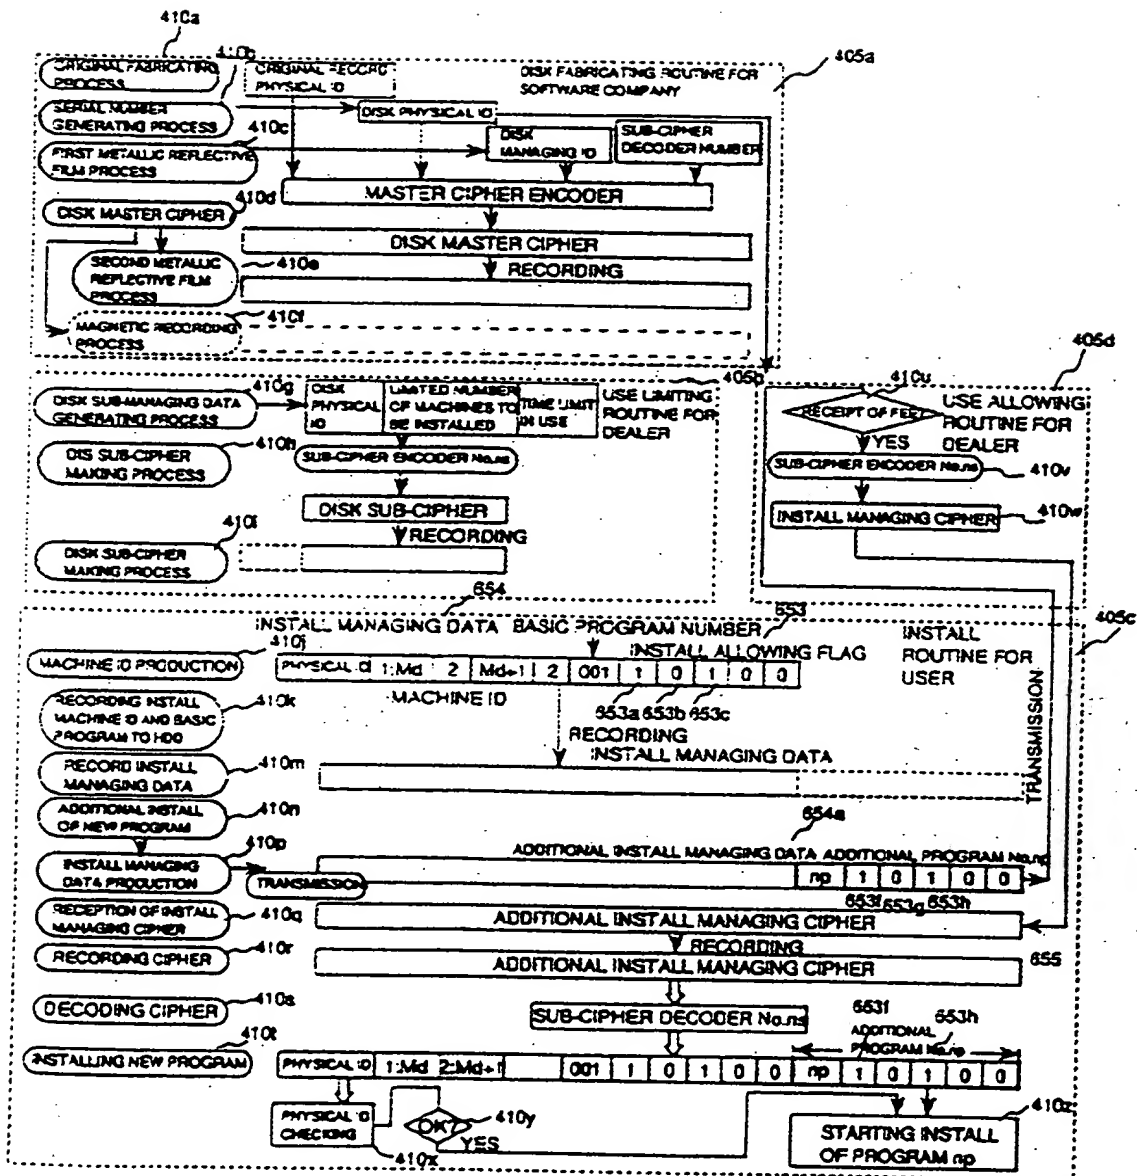 410a
410b
405a
ORIGINAL FABRICATING
PROCESS
ORIGINAL RECORD
PHYSICAL ID
DISK FABRICATING ROUTINE FOR
SOFTWARE COMPANY
SERIAL NUMBER
GENERATING PROCESS
410c
DISK PHYSICAL ID
DISK
MANAGING ID
SUB-CIPHER
DECODER NUMBER
FIRST METALLIC REFLECTIVE
FILM PROCESS
MASTER CIPHER ENCODER
410d
DISK MASTER CIPHER
DISK MASTER CIPHER
SECOND METALLIC
REFLECTIVE FILM
PROCESS
410e
RECORDING
410f
MAGNETIC RECORDING
PROCESS
405d
405b
410g
DISK SUB-MANAGING DATA
GENERATING PROCESS
DISK
PHYSICAL
ID
LIMITED NUMBER
OF MACHINES TO
BE INSTALLED
TIME LIMIT
IN USE
USE LIMITING
ROUTINE FOR
DEALER
410u
RECEIPT OF FEE?
USE ALLOWING
ROUTINE FOR
DEALER
YES
410h
DIS SUB-CIPHER
MAKING PROCESS
SUB-CIPHER ENCODER No.ns
SUB-CIPHER ENCODER No.ns
410v
DISK SUB-CIPHER
INSTALL MANAGING CIPHER
410w
410i
RECORDING
DISK SUB-CIPHER
MAKING PROCESS
654
653
405c
INSTALL MANAGING DATA BASIC PROGRAM NUMBER
INSTALL ALLOWING FLAG
INSTALL
ROUTINE FOR
USER
410j
MACHINE ID PRODUCTION
PHYSICAL ID 1:Md 2 Md+1 2 001 1 0 1 0 0
MACHINE ID
653a 653b 653c
410k
RECORDING INSTALL
MACHINE ID AND BASIC
PROGRAM TO HDD
RECORDING
INSTALL MANAGING DATA
TRANSMISSION
RECORD INSTALL
MANAGING DATA
410m
ADDITIONAL INSTALL
OF NEW PROGRAM
410n
654a
410p
INSTALL MANAGING
DATA PRODUCTION
TRANSMISSION
ADDITIONAL INSTALL MANAGING DATA ADDITIONAL PROGRAM No.np
np 1 0 1 0 0
653f 653g 653h
RECEPTION OF INSTALL
MANAGING CIPHER
410q
ADDITIONAL INSTALL MANAGING CIPHER
RECORDING
RECORDING CIPHER
410r
ADDITIONAL INSTALL MANAGING CIPHER
655
DECODING CIPHER
410s
SUB-CIPHER DECODER No.ns
653f
653h
ADDITIONAL
PROGRAM No.np
410t
INSTALLING NEW PROGRAM
PHYSICAL ID 1:Md 2:Md+1 001 1 0 1 0 0 np 1 0 1 0 0
PHYSICAL ID
CHECKING
410x
OK?
410y
YES
410z
STARTING INSTALL
OF PROGRAM np